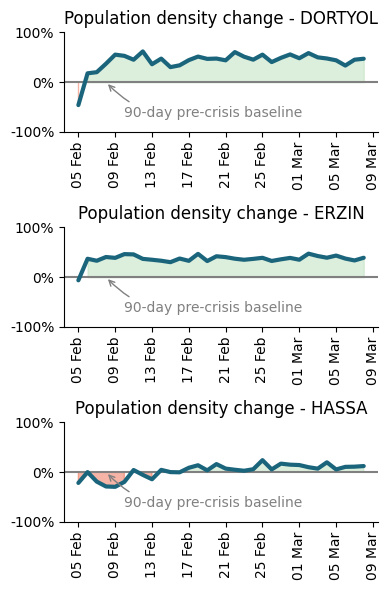 Population density change - DORTYOL
100%
0%
-100%
90-day pre-crisis baseline
05 Feb
09 Feb
13 Feb
17 Feb
21 Feb
25 Feb
01 Mar
05 Mar
09 Mar
Population density change - ERZIN
100%
0%
-100%
90-day pre-crisis baseline
05 Feb
09 Feb
13 Feb
17 Feb
21 Feb
25 Feb
01 Mar
05 Mar
09 Mar
Population density change - HASSA
100%
0%
-100%
90-day pre-crisis baseline
05 Feb
09 Feb
13 Feb
17 Feb
21 Feb
25 Feb
01 Mar
05 Mar
09 Mar